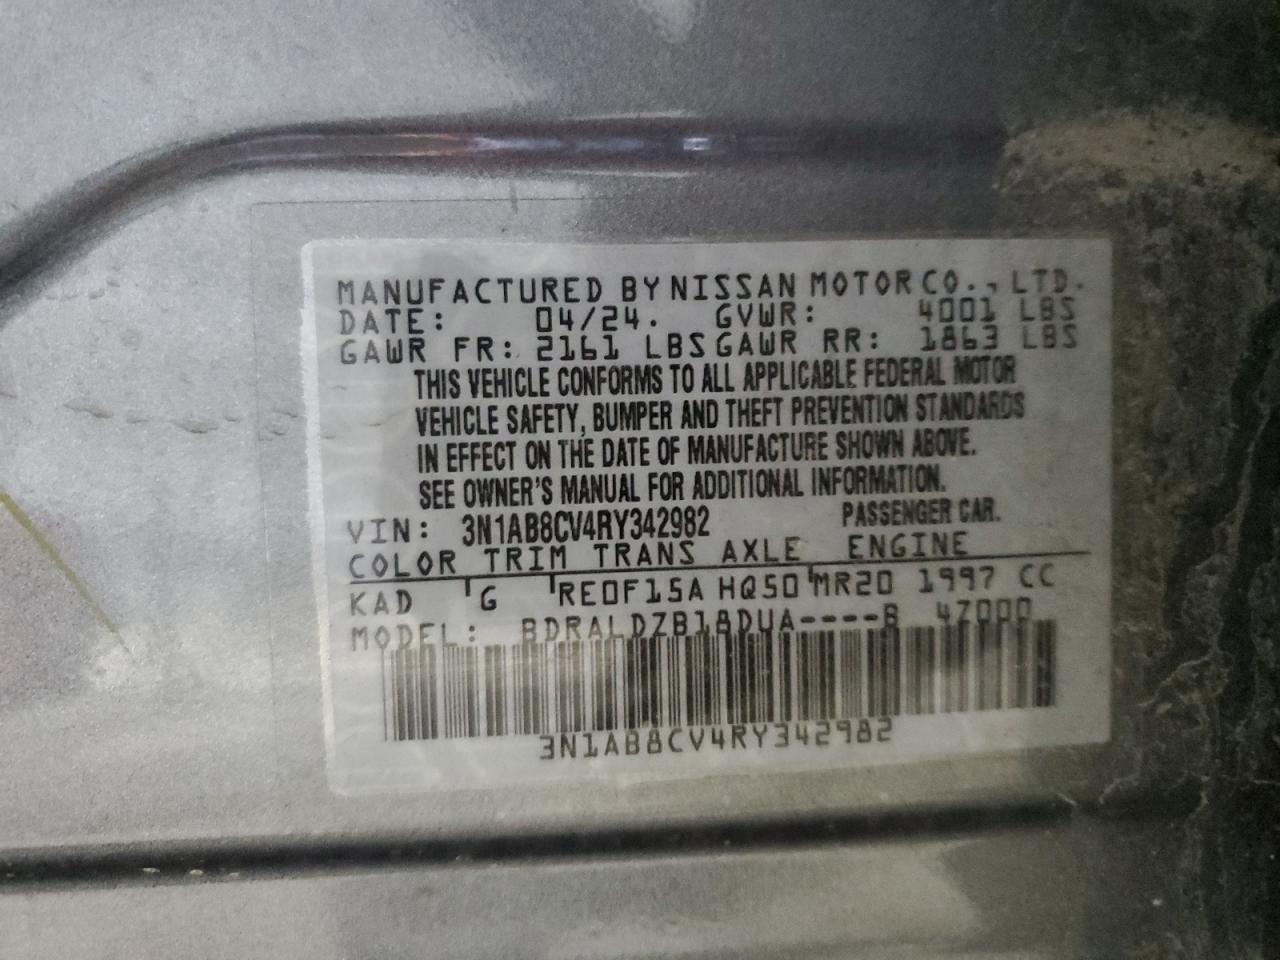 MANUFACTURED BY NISSAN MOTOR CO., LTD.
DATE: 04/24. GVWR: 4001 LBS
GAWR FR: 2161 LBS GAWR RR: 1863 LBS
THIS VEHICLE CONFORMS TO ALL APPLICABLE FEDERAL MOTOR
VEHICLE SAFETY, BUMPER AND THEFT PREVENTION STANDARDS
IN EFFECT ON THE DATE OF MANUFACTURE SHOWN ABOVE.
SEE OWNER'S MANUAL FOR ADDITIONAL INFORMATION.
VIN: 3N1AB8CV4RY342982 PASSENGER CAR.
COLOR TRIM TRANS AXLE ENGINE
KAD G RE0F15A HQ50 MR20 1997 CC
MODEL: BDRALDZB18DUA----B 4Z000
3N1AB8CV4RY342982